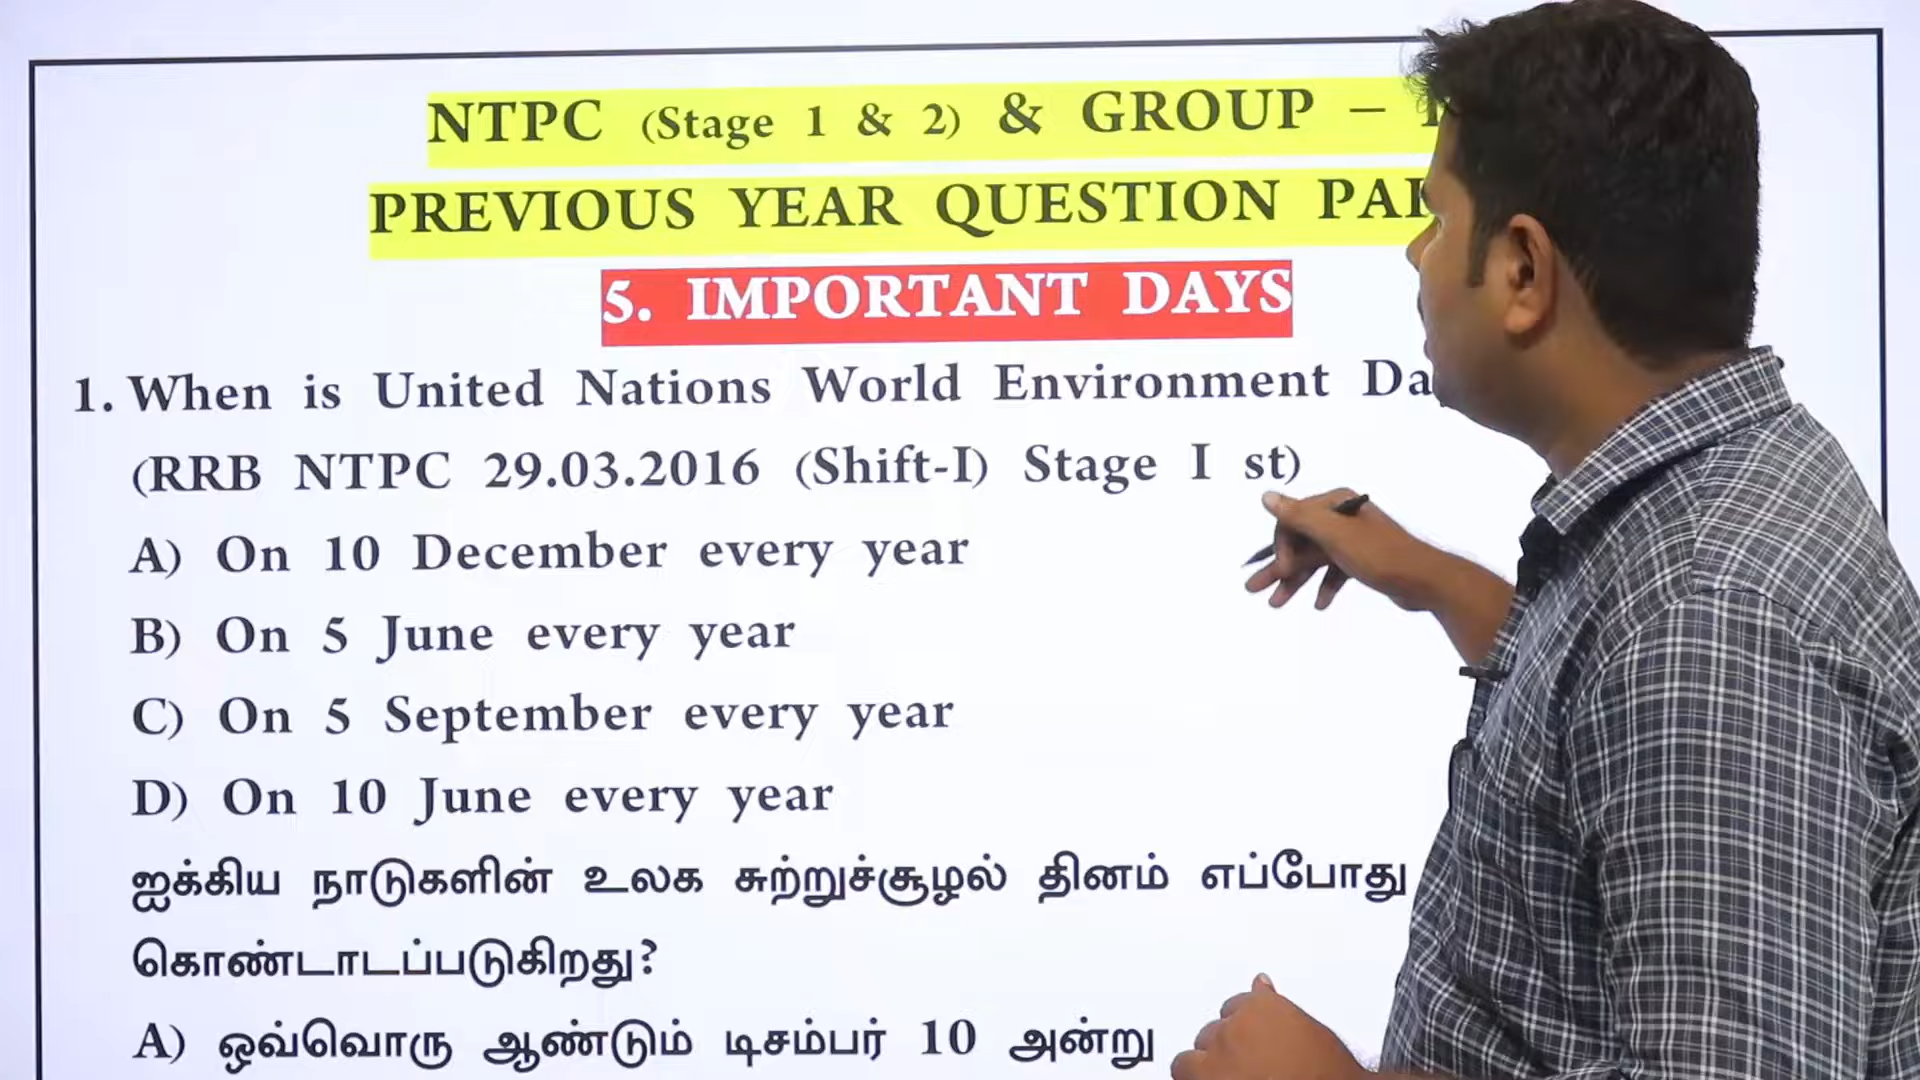 NTPC (Stage 1 & 2) & GROUP –
PREVIOUS YEAR QUESTION
5. IMPORTANT DAYS
1. When is United Nations World Environment
(RRB NTPC 29.03.2016 (Shift-I) Stage I st)
A) On 10 December every year
B) On 5 June every year
C) On 5 September every year
D) On 10 June every year
ஐக்கிய நாடுகளின் உலக சுற்றுச்சூழல் தினம் எப்போது
கொண்டாடப்படுகிறது?
A) ஒவ்வொரு ஆண்டும் டிசம்பர் 10 அன்று